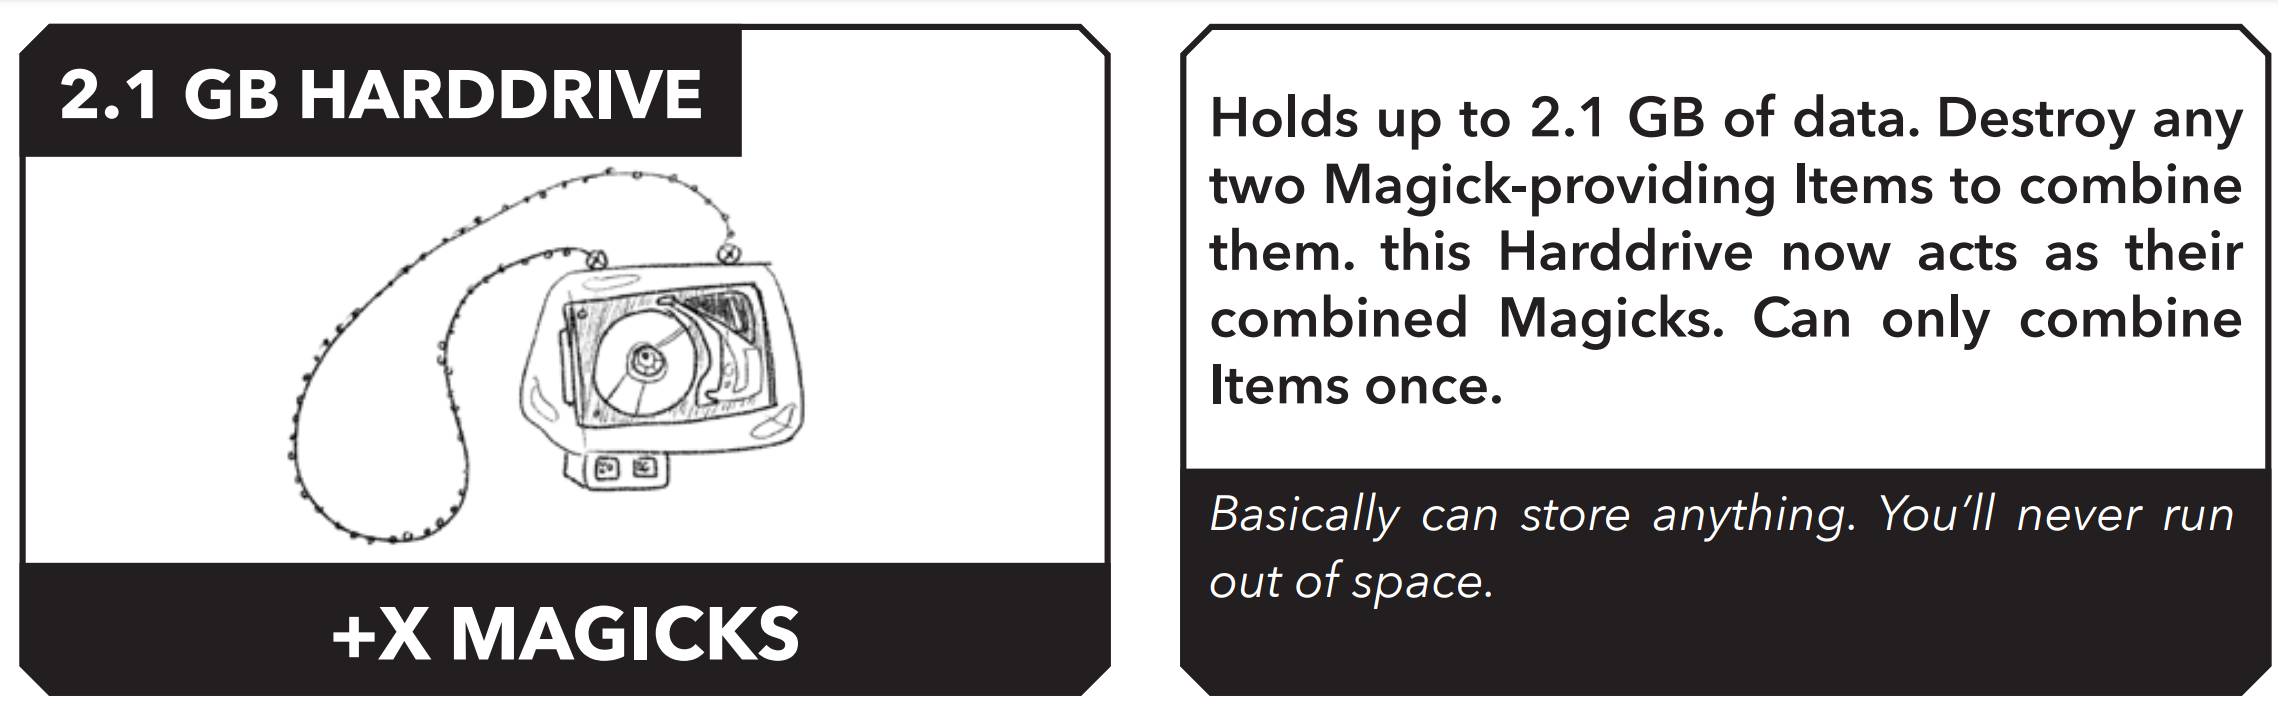 2.1 GB HARDDRIVE
+X MAGICKS
Holds up to 2.1 GB of data. Destroy any
two Magick-providing Items to combine
them. this Harddrive now acts as their
combined Magicks. Can only combine
Items once.
Basically can store anything. You'll never run
out of space.